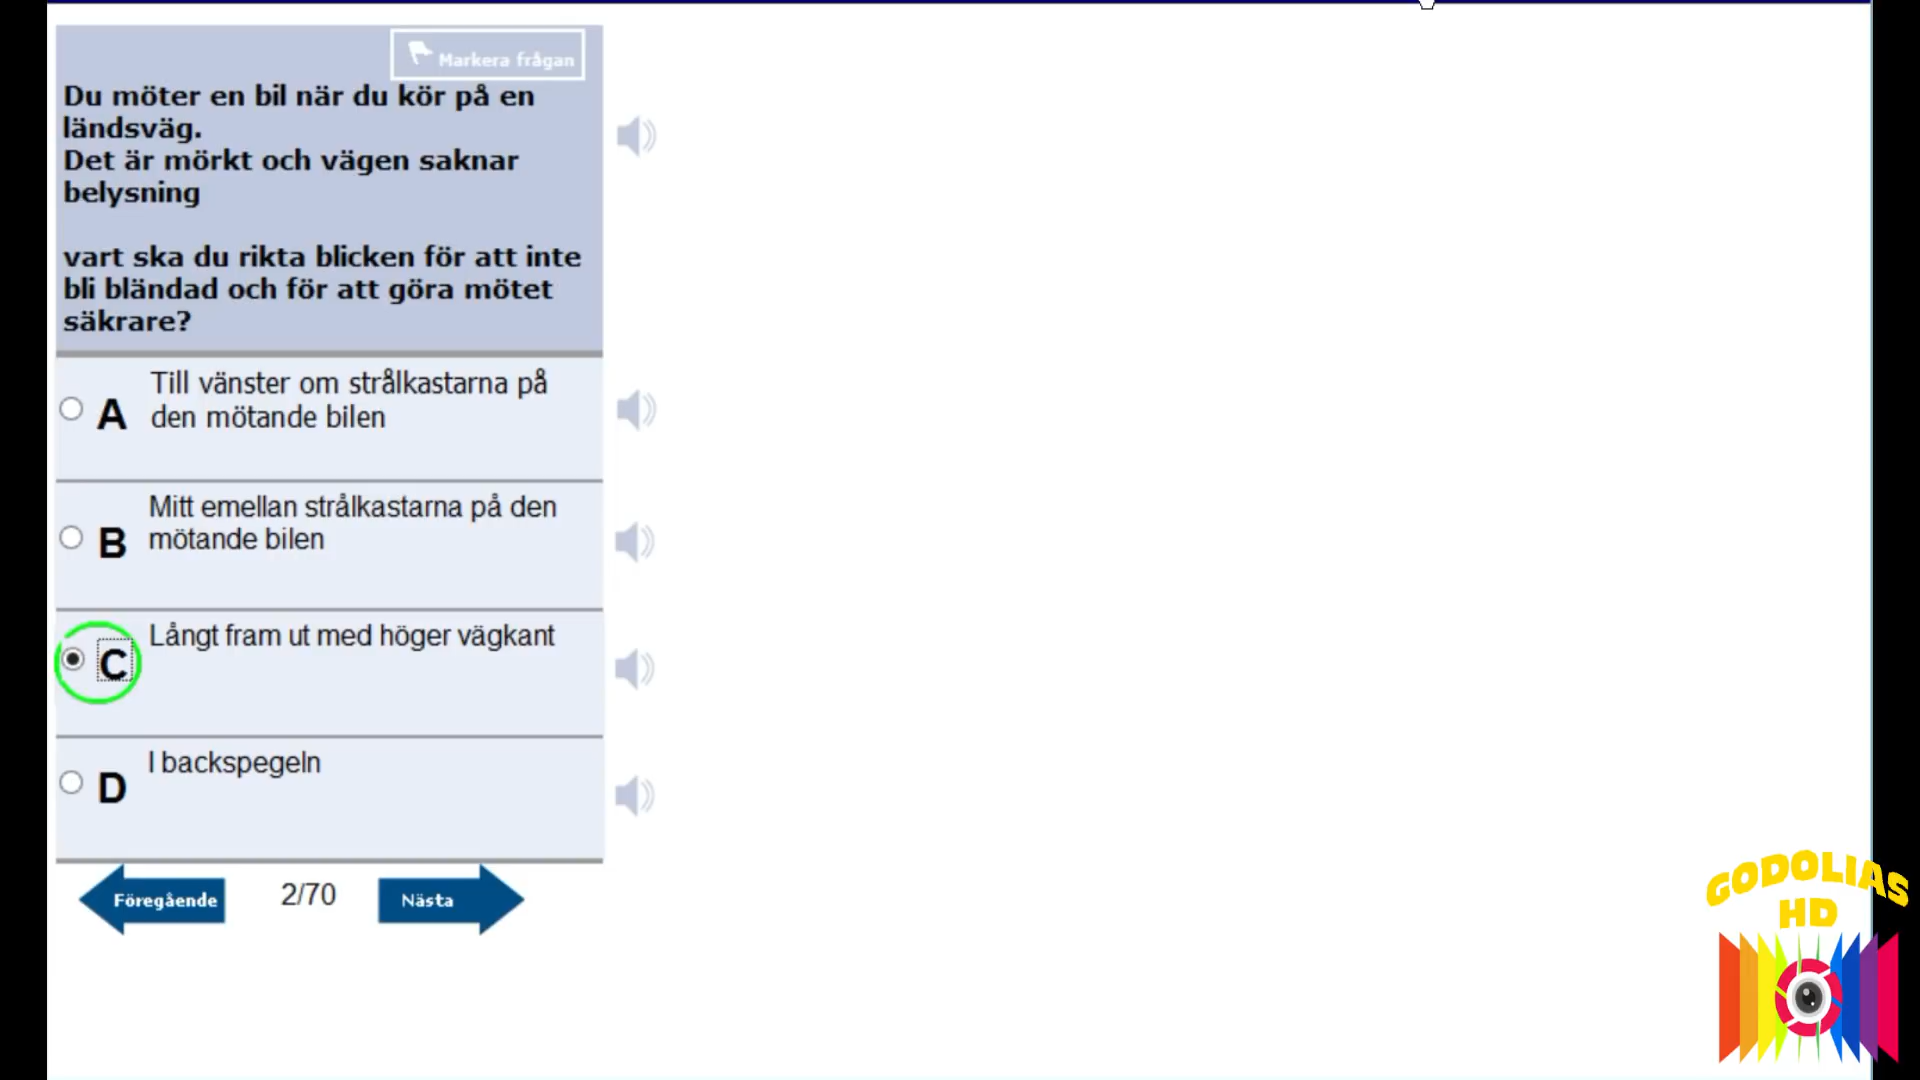 Markera frågan
Du möter en bil när du kör på en
ländsväg.
Det är mörkt och vägen saknar
belysning
vart ska du rikta blicken för att inte
bli bländad och för att göra mötet
säkrare?
A Till vänster om strålkastarna på
den mötande bilen
B Mitt emellan strålkastarna på den
mötande bilen
C Långt fram ut med höger vägkant
D I backspegeln
Föregående 2/70 Nästa
GODOLIAS
HD